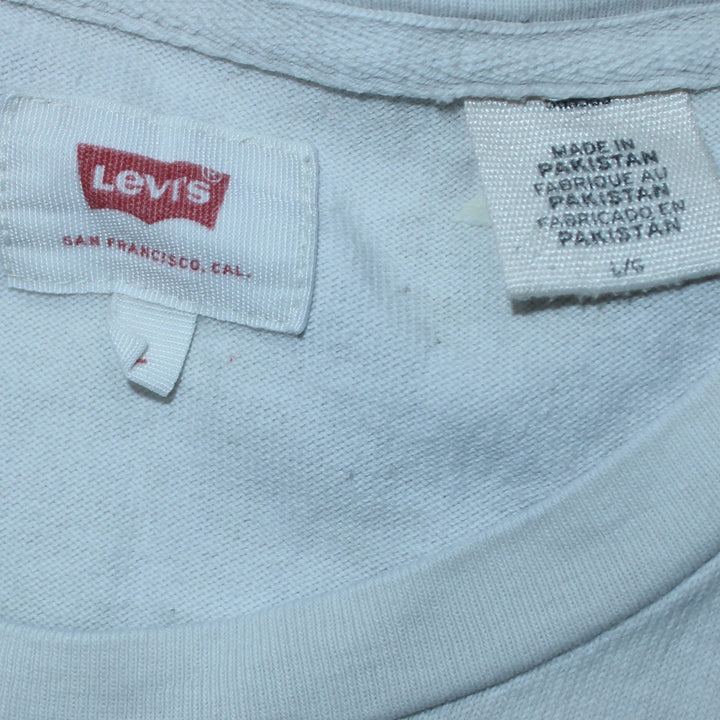 Levi's®
SAN FRANCISCO, CAL.
MADE IN
PAKISTAN
FABRIQUE AU
PAKISTAN
FABRICADO EN
PAKISTAN
L/G